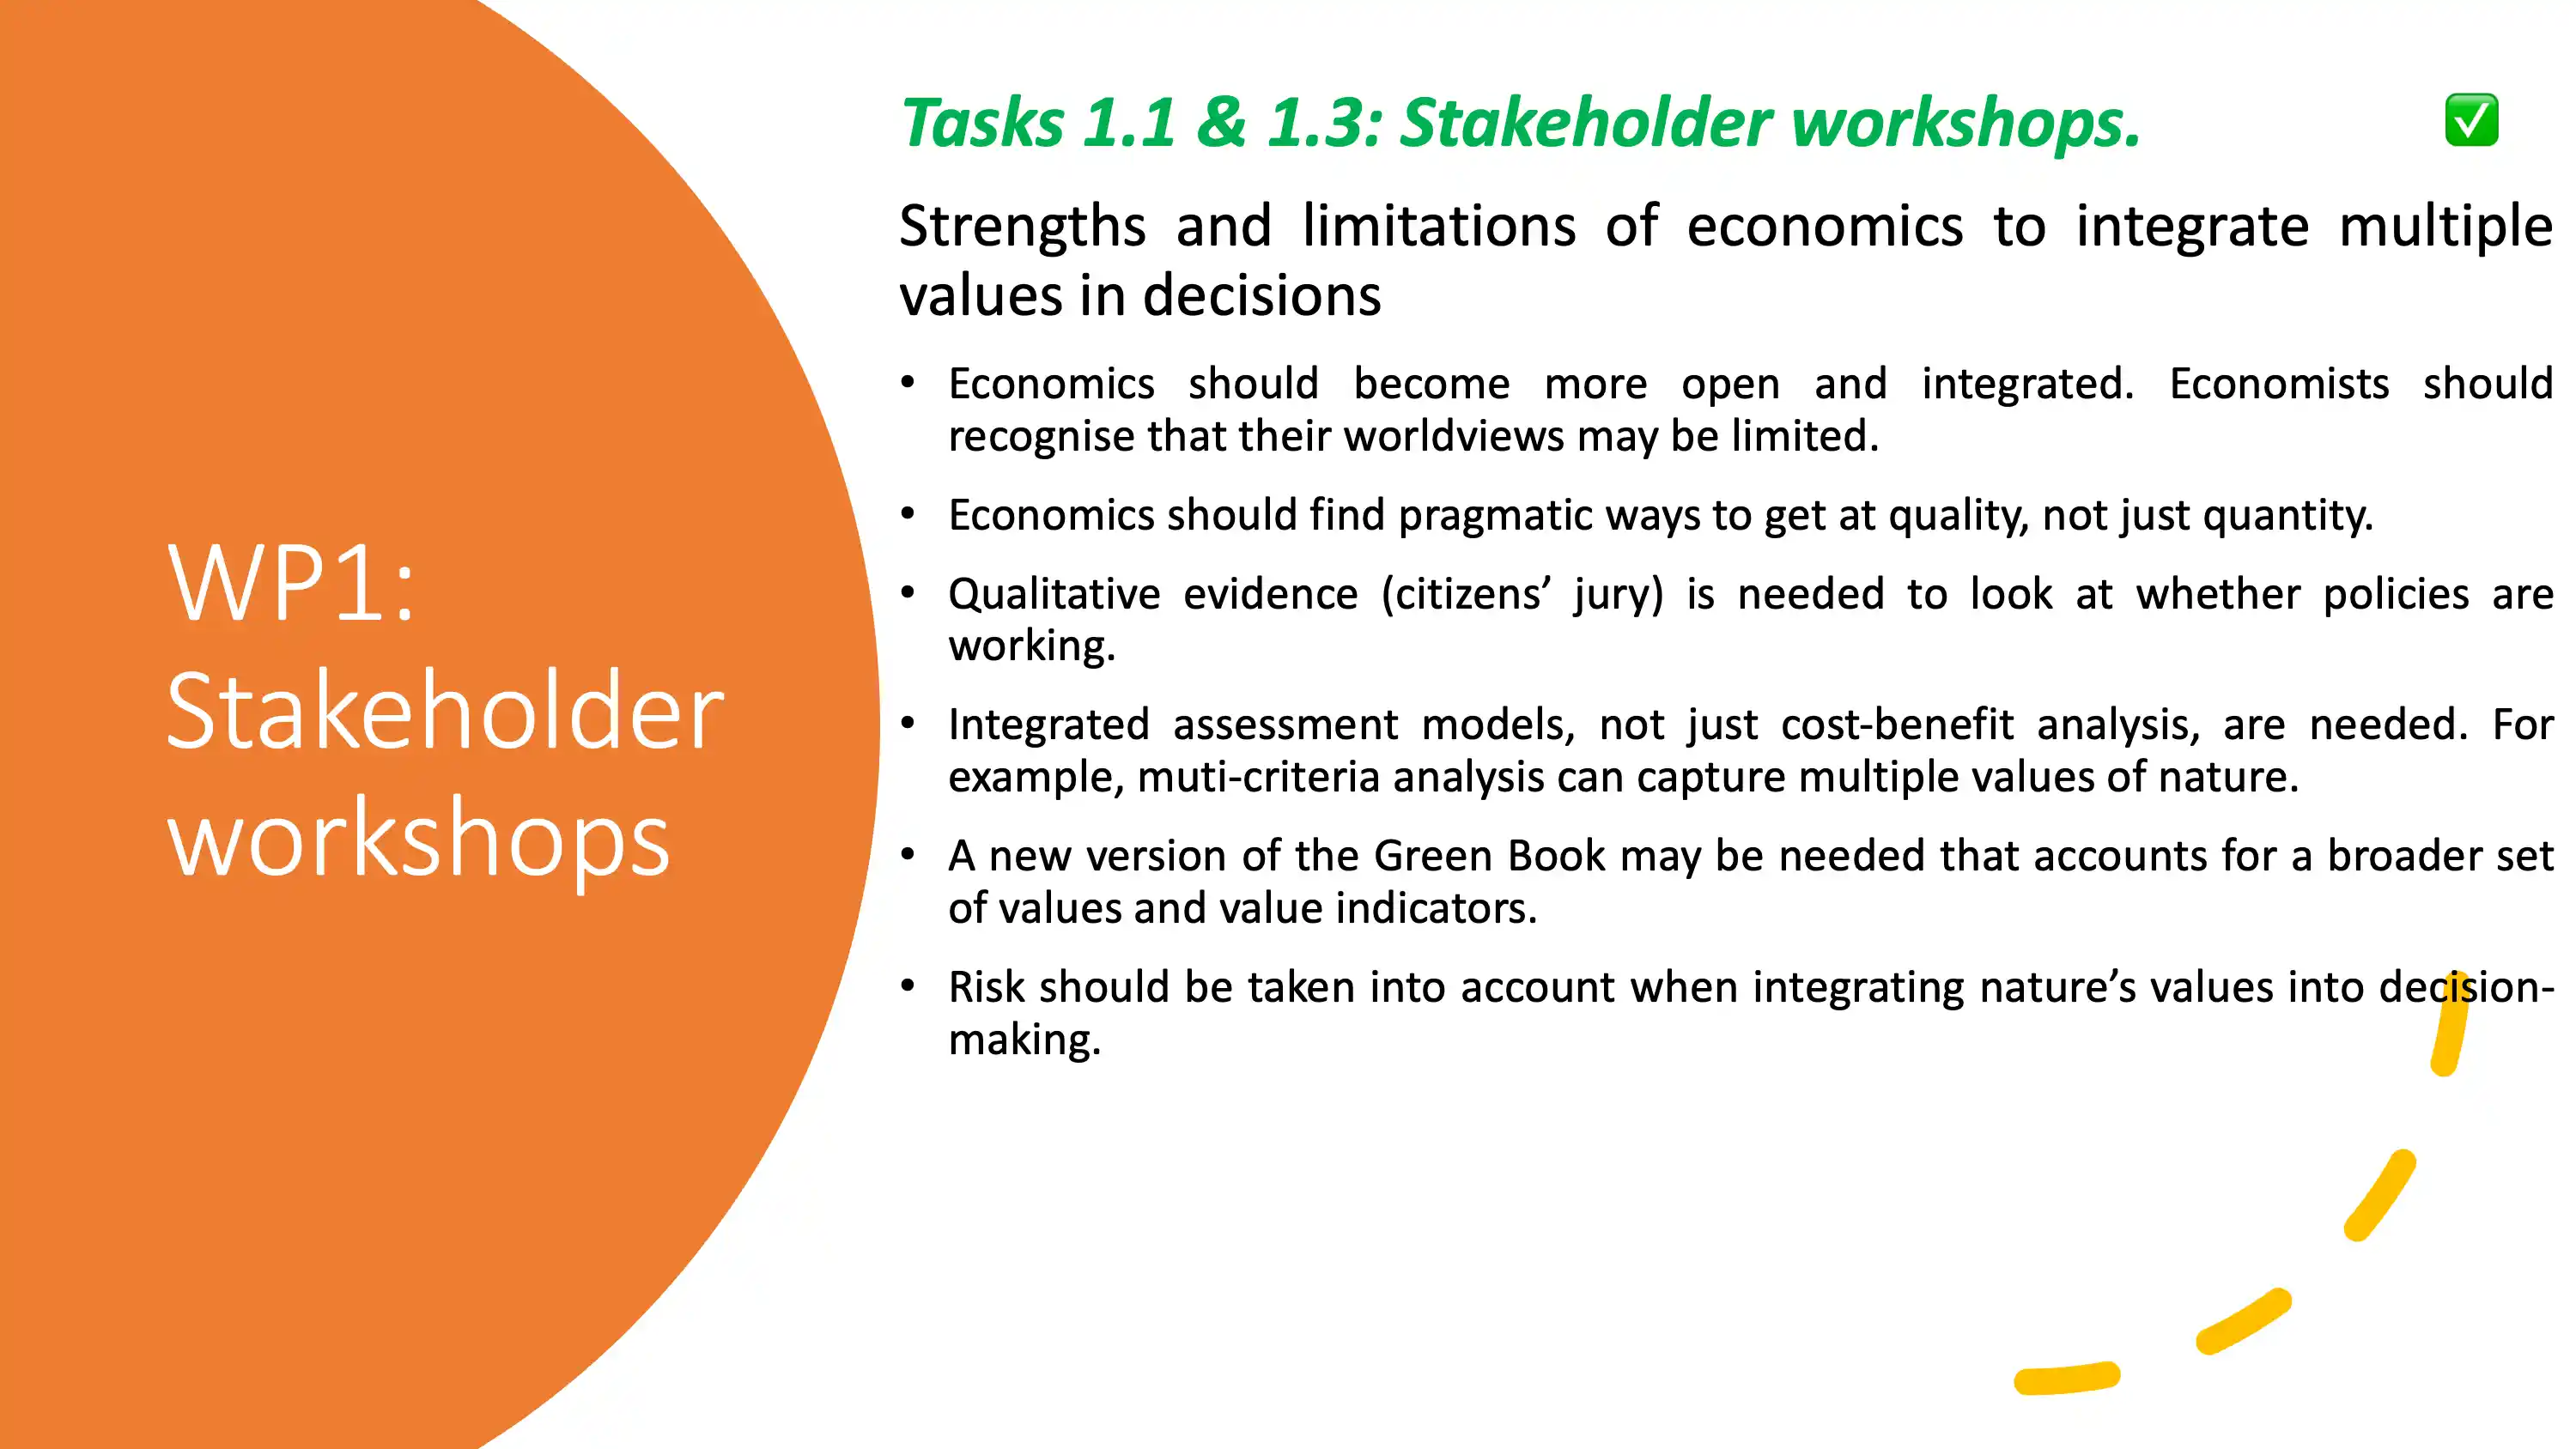 WP1:
Stakeholder
workshops
Tasks 1.1 & 1.3: Stakeholder workshops.
Strengths and limitations of economics to integrate multiple
values in decisions
• Economics should become more open and integrated. Economists should
recognise that their worldviews may be limited.
• Economics should find pragmatic ways to get at quality, not just quantity.
• Qualitative evidence (citizens’ jury) is needed to look at whether policies are
working.
• Integrated assessment models, not just cost-benefit analysis, are needed. For
example, muti-criteria analysis can capture multiple values of nature.
• A new version of the Green Book may be needed that accounts for a broader set
of values and value indicators.
• Risk should be taken into account when integrating nature’s values into decision-
making.